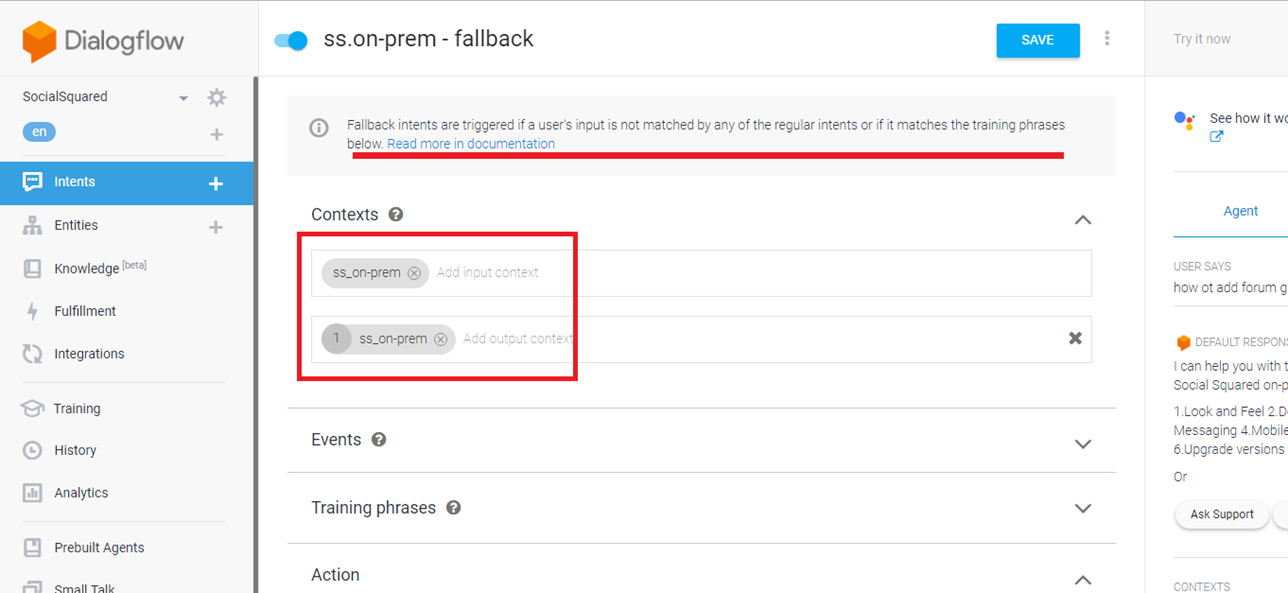 Dialogflow
SocialSquared
en
Intents
Entities
Knowledge [beta]
Fulfillment
Integrations
Training
History
Analytics
Prebuilt Agents
Small Talk
ss.on-prem - fallback
SAVE
Fallback intents are triggered if a user's input is not matched by any of the regular intents or if it matches the training phrases
below. Read more in documentation
Contexts
ss_on-prem Add input context
1 ss_on-prem Add output context
Events
Training phrases
Action
Try it now
See how it wo
Agent
USER SAYS
how ot add forum g
DEFAULT RESPONS
I can help you with t
Social Squared on-p
1.Look and Feel 2.D
Messaging 4.Mobile
6.Upgrade versions
Or
Ask Support
CONTEXTS